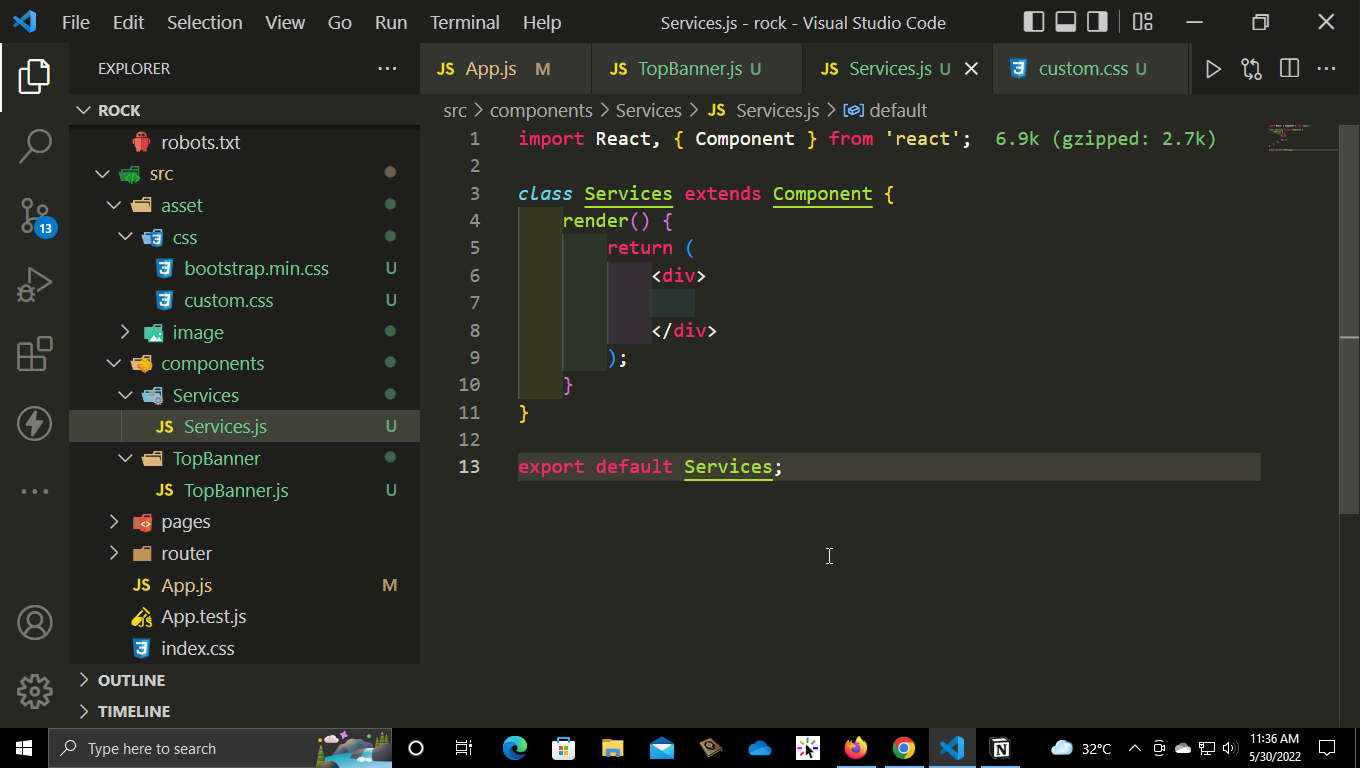 File Edit Selection View Go Run Terminal Help Services.js - rock - Visual Studio Code
EXPLORER
JS App.js M JS TopBanner.js U JS Services.js U custom.css U
ROCK
robots.txt
src
asset
css
bootstrap.min.css U
custom.css U
image
components
Services
JS Services.js U
TopBanner
JS TopBanner.js U
pages
router
JS App.js M
App.test.js
index.css
OUTLINE
TIMELINE
13
src > components > Services > JS Services.js > default
1 import React, { Component } from 'react'; 6.9k (gzipped: 2.7k)
2
3 class Services extends Component {
4 render() {
5 return (
6 <div>
7
8 </div>
9 );
10 }
11 }
12
13 export default Services;
Type here to search
32°C
11:36 AM
5/30/2022